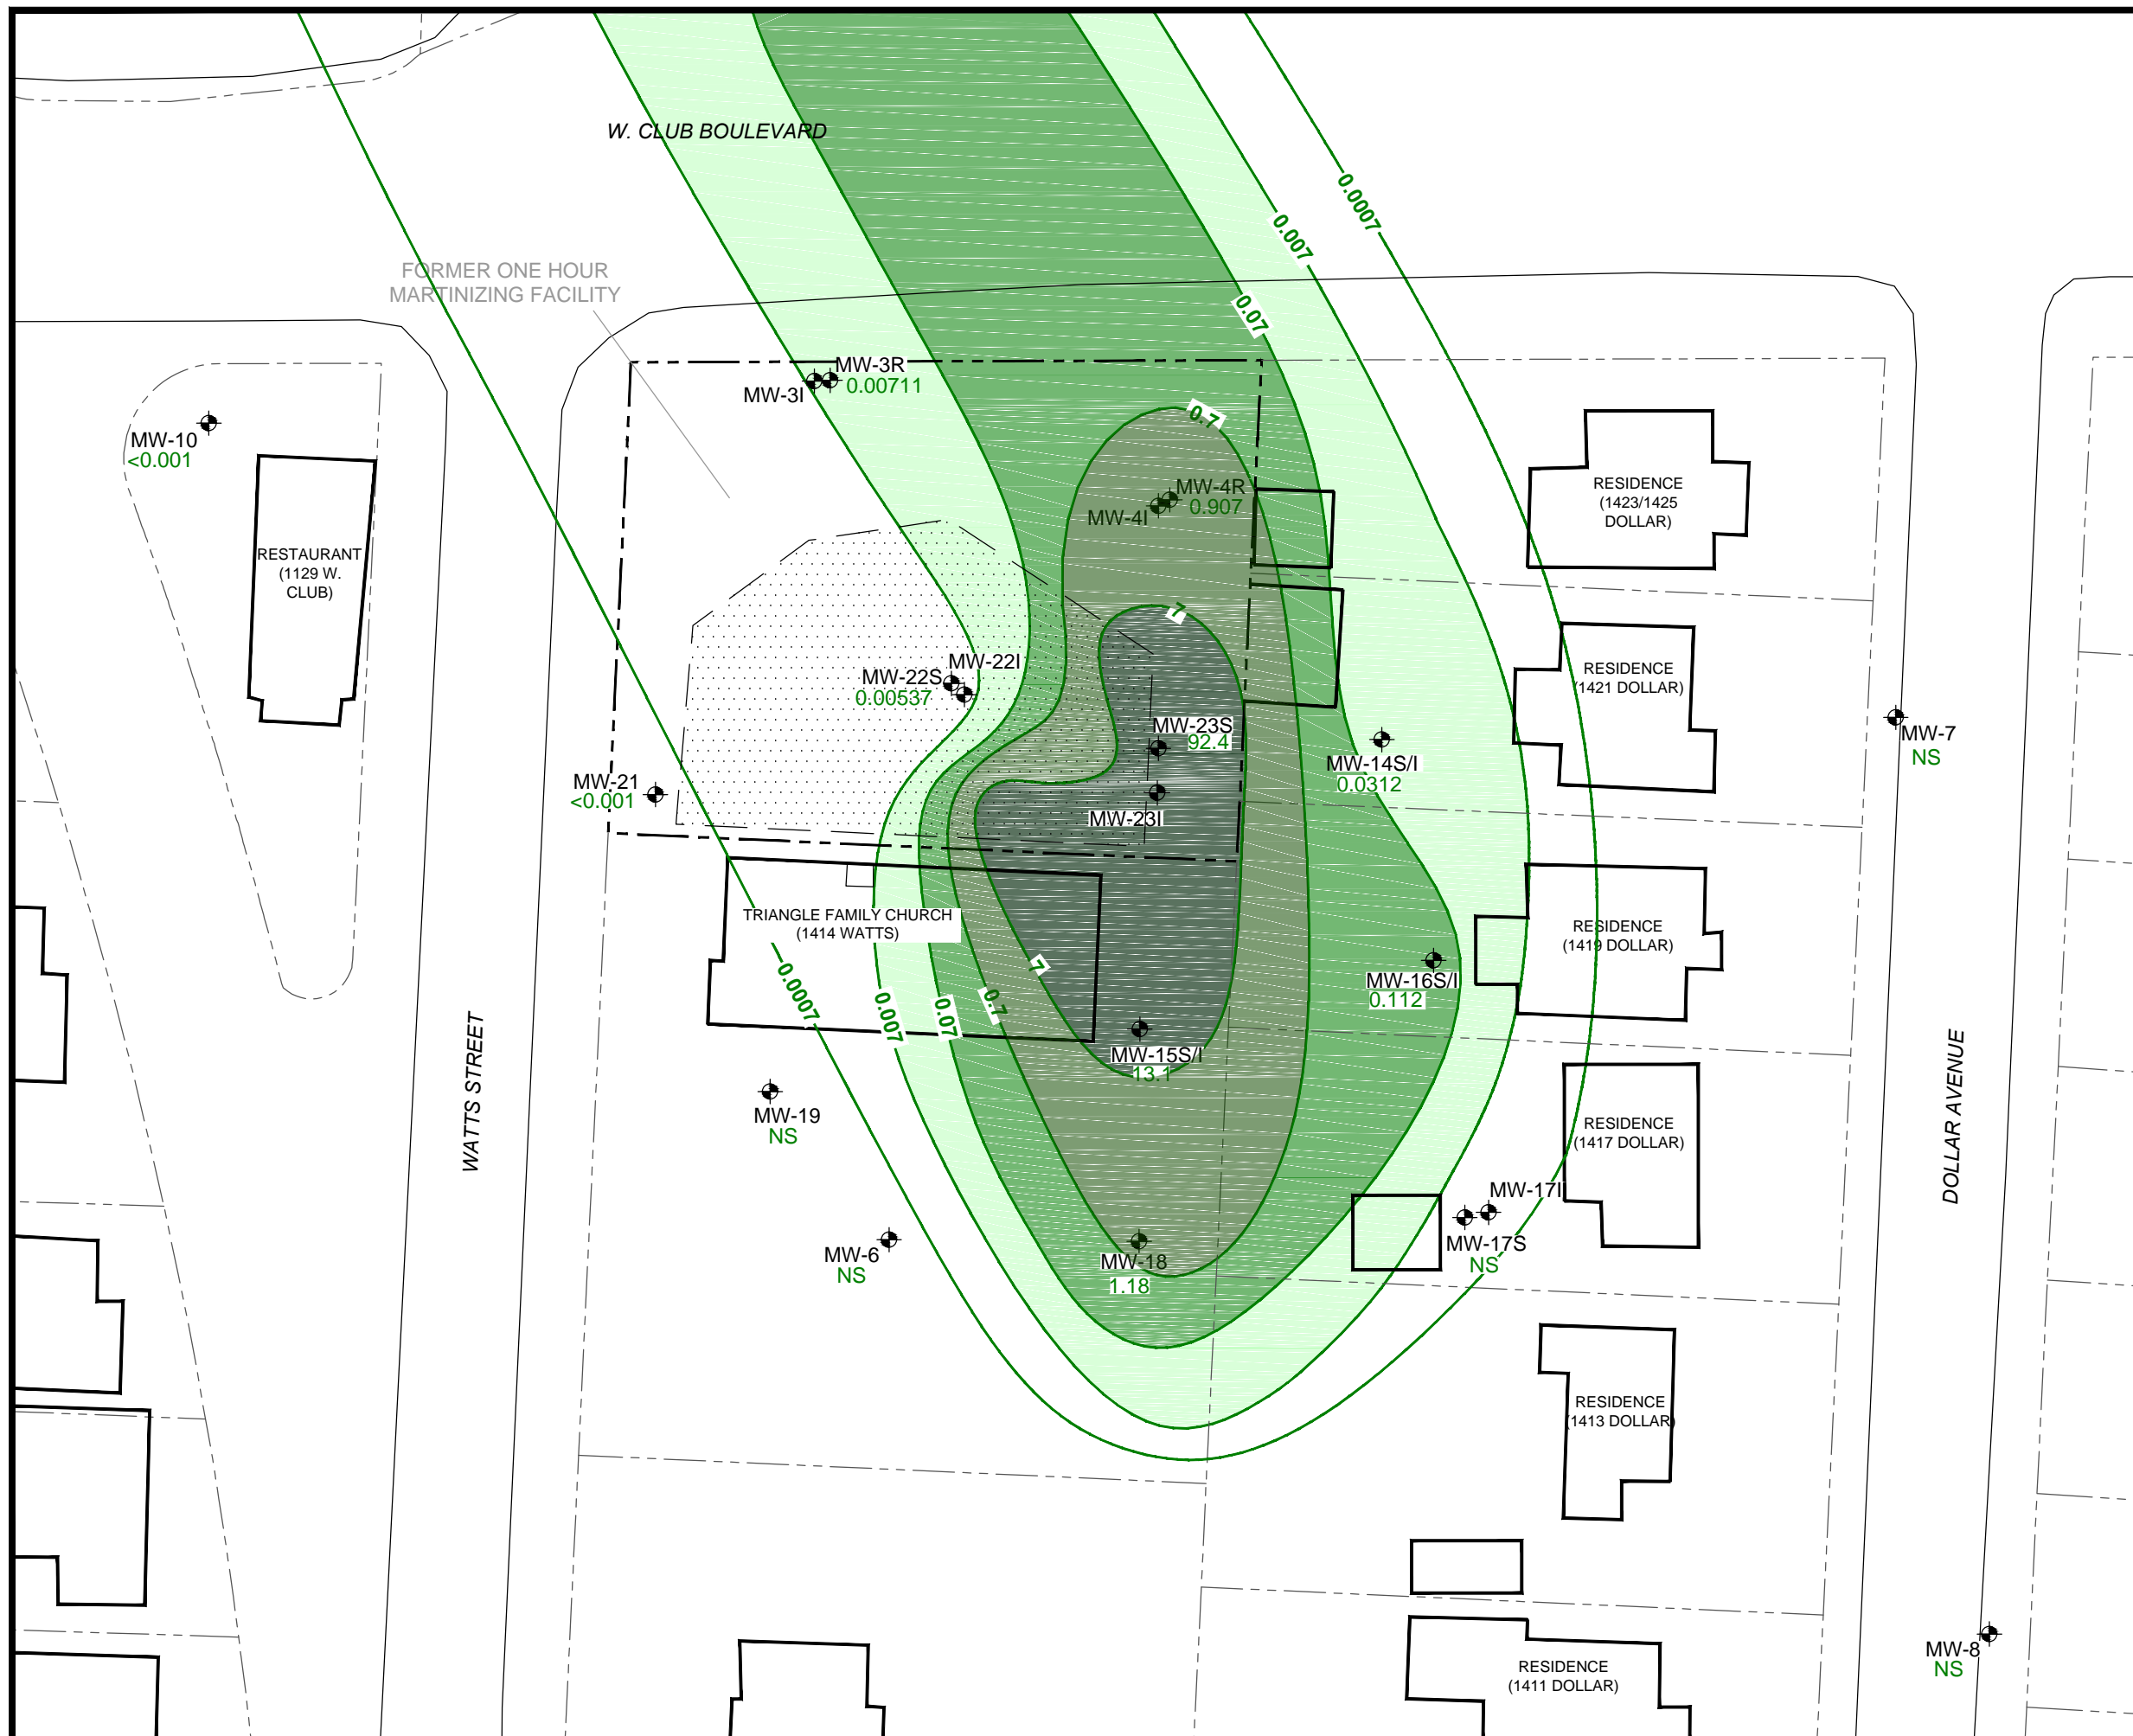 W. CLUB BOULEVARD
0.0007
0.007
0.07
FORMER ONE HOUR
MARTINIZING FACILITY
MW-3R
0.00711
MW-3I
0.7
MW-10
<0.001
MW-4R
0.907
MW-4I
RESIDENCE
(1423/1425
DOLLAR)
RESTAURANT
(1129 W.
CLUB)
7
MW-22I
MW-22S
0.00537
RESIDENCE
(1421 DOLLAR)
MW-23S
92.4
MW-7
NS
MW-14S/I
0.0312
MW-21
<0.001
MW-23I
TRIANGLE FAMILY CHURCH
(1414 WATTS)
RESIDENCE
(1419 DOLLAR)
7
0.0007
0.007
0.07
0.7
MW-16S/I
0.112
MW-15S/I
13.1
WATTS STREET
DOLLAR AVENUE
MW-19
NS
RESIDENCE
(1417 DOLLAR)
MW-17I
MW-17S
NS
MW-6
NS
MW-18
1.18
RESIDENCE
(1413 DOLLAR)
MW-8
NS
RESIDENCE
(1411 DOLLAR)